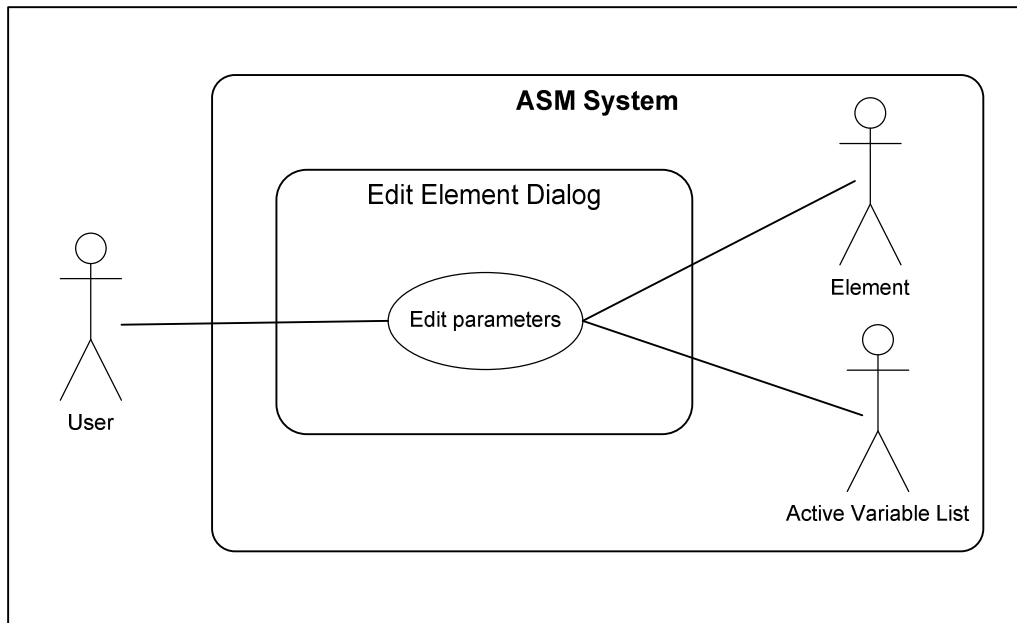 ASM System
Edit Element Dialog
Edit parameters
Element
User
Active Variable List